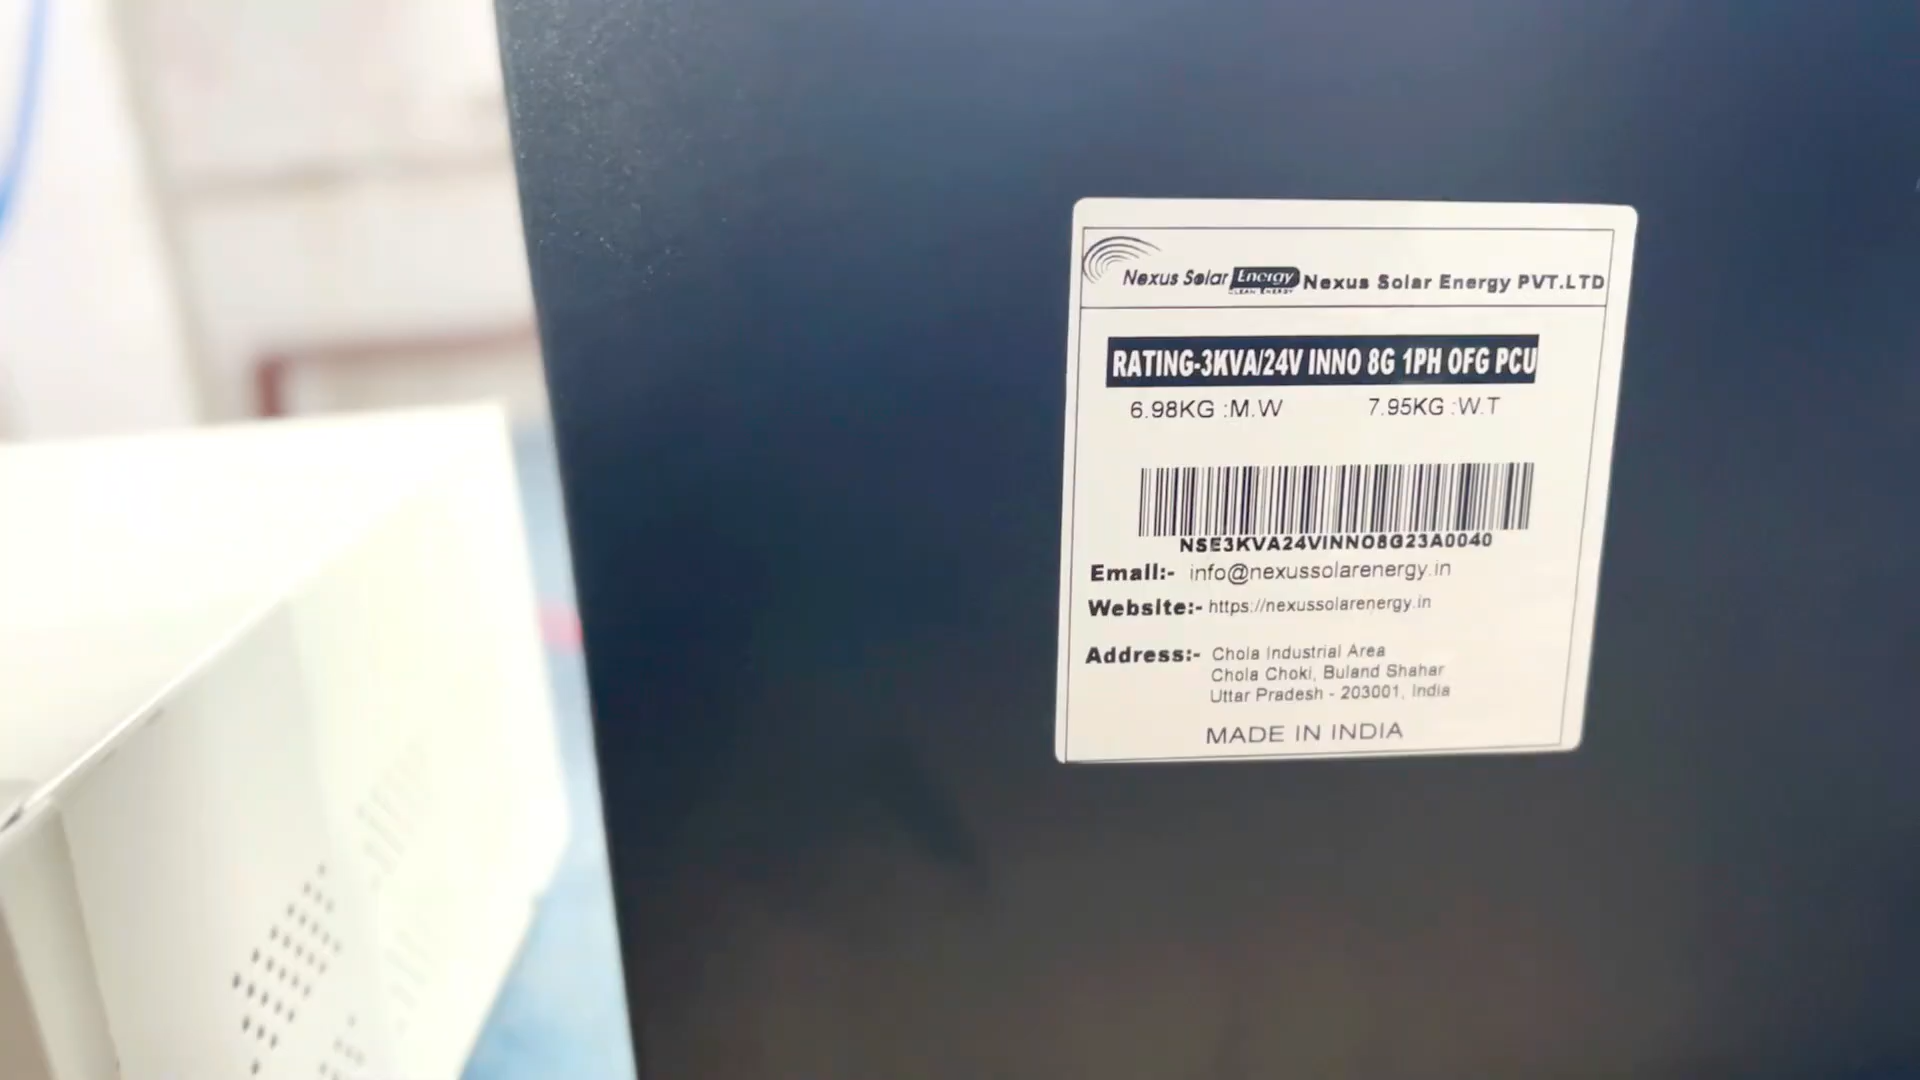 Nexus Solar Energy Nexus Solar Energy PVT.LTD
CLEAN ENERGY
RATING-3KVA/24V INNO 8G 1PH OFG PCU
6.98KG :M.W 7.95KG :W.T
NSE3KVA24VINNO8G23A0040
Email:- info@nexussolarenergy.in
Website:- https://nexussolarenergy.in
Address:- Chola Industrial Area
Chola Choki, Buland Shahar
Uttar Pradesh - 203001, India
MADE IN INDIA